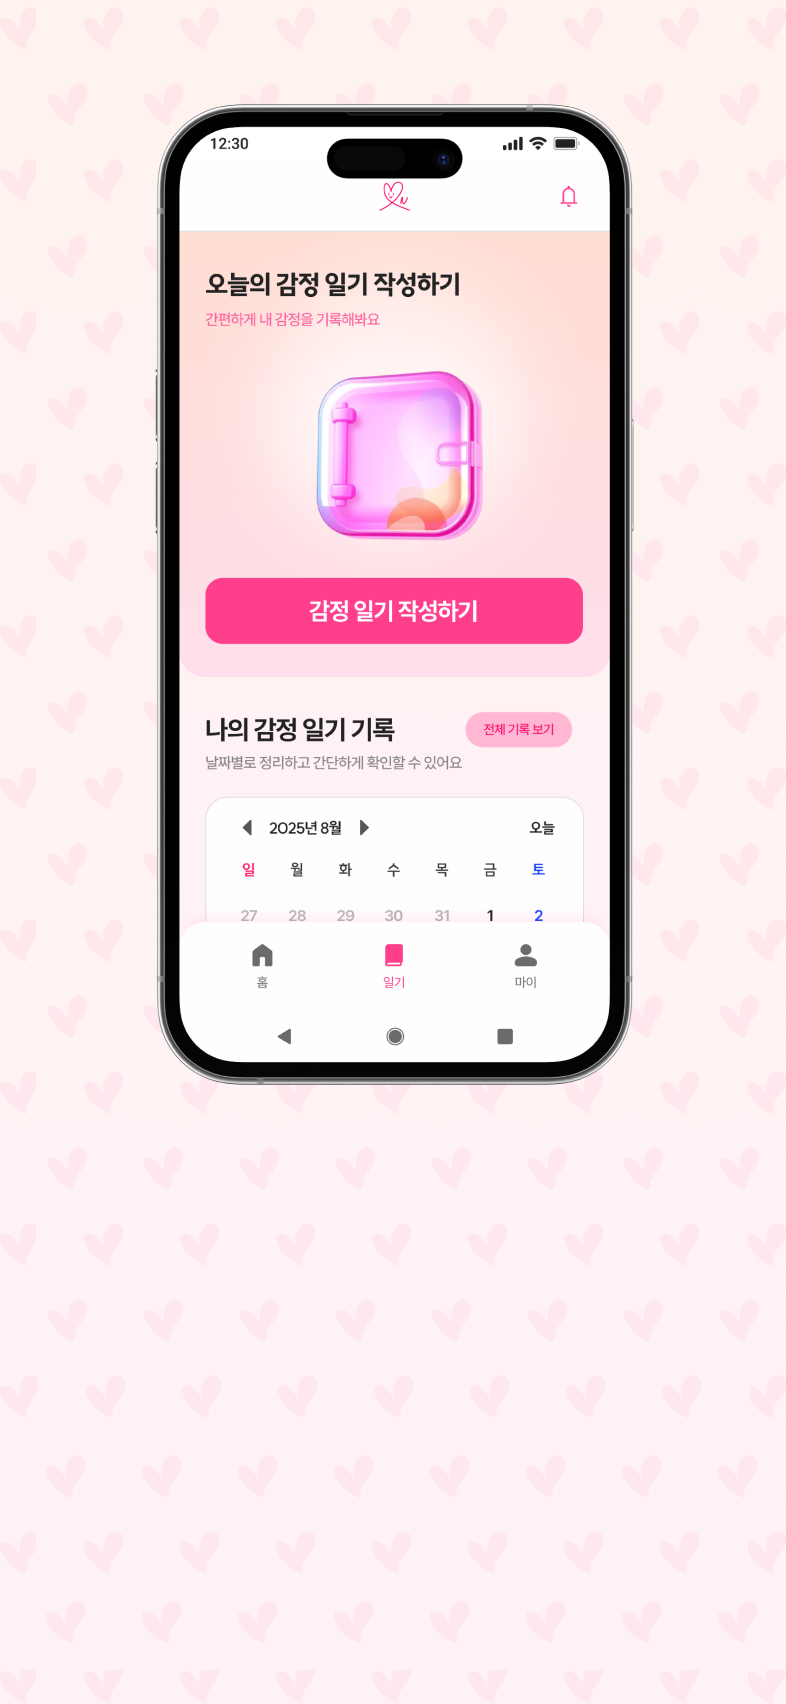 12:30
오늘의 감정 일기 작성하기
간편하게 내 감정을 기록해봐요
감정 일기 작성하기
나의 감정 일기 기록
전체 기록 보기
날짜별로 정리하고 간단하게 확인할 수 있어요
2025년 8월
오늘
일 월 화 수 목 금 토
27 28 29 30 31 1 2
홈 일기 마이